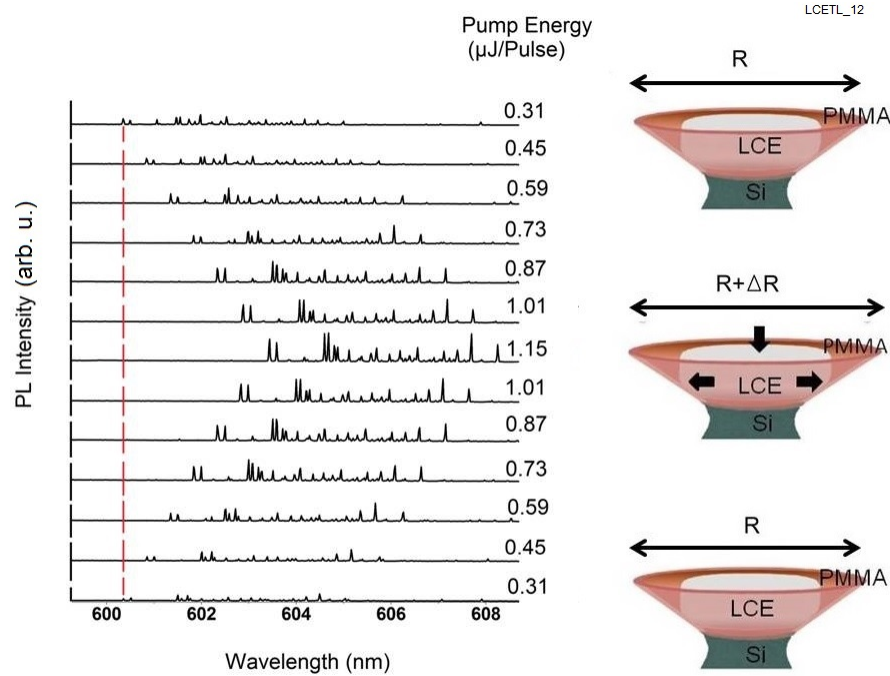 LCETL_12
Pump Energy
(µJ/Pulse)
0.31
0.45
0.59
0.73
0.87
1.01
1.15
1.01
0.87
0.73
0.59
0.45
0.31
PL Intensity (arb. u.)
600 602 604 606 608
Wavelength (nm)
R
PMMA
LCE
Si
R+ΔR
PMMA
LCE
Si
R
PMMA
LCE
Si